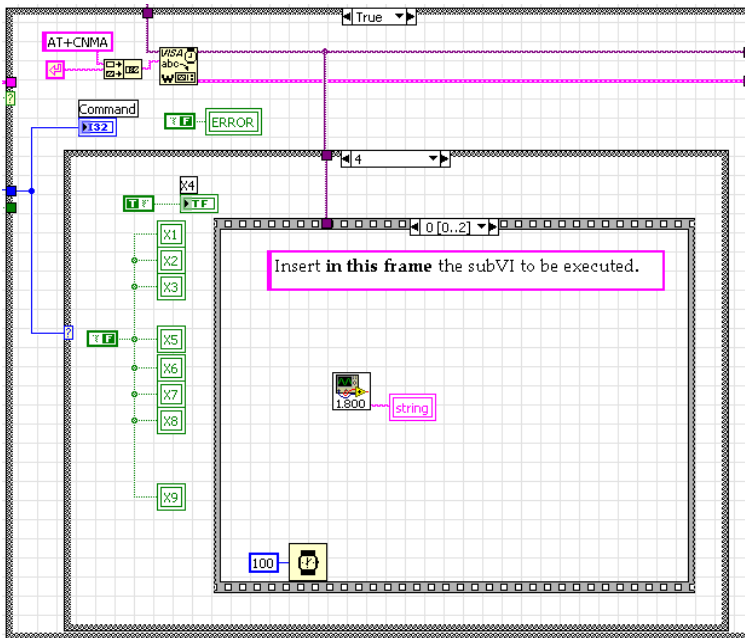 True
AT+CNMA
VISA
abc
W
Command
I32
F
ERROR
4
X4
T
TF
0 [0..2]
X1
Insert in this frame the subVI to be executed.
X2
X3
?
F
X5
X6
X7
X8
1.800
string
X9
100